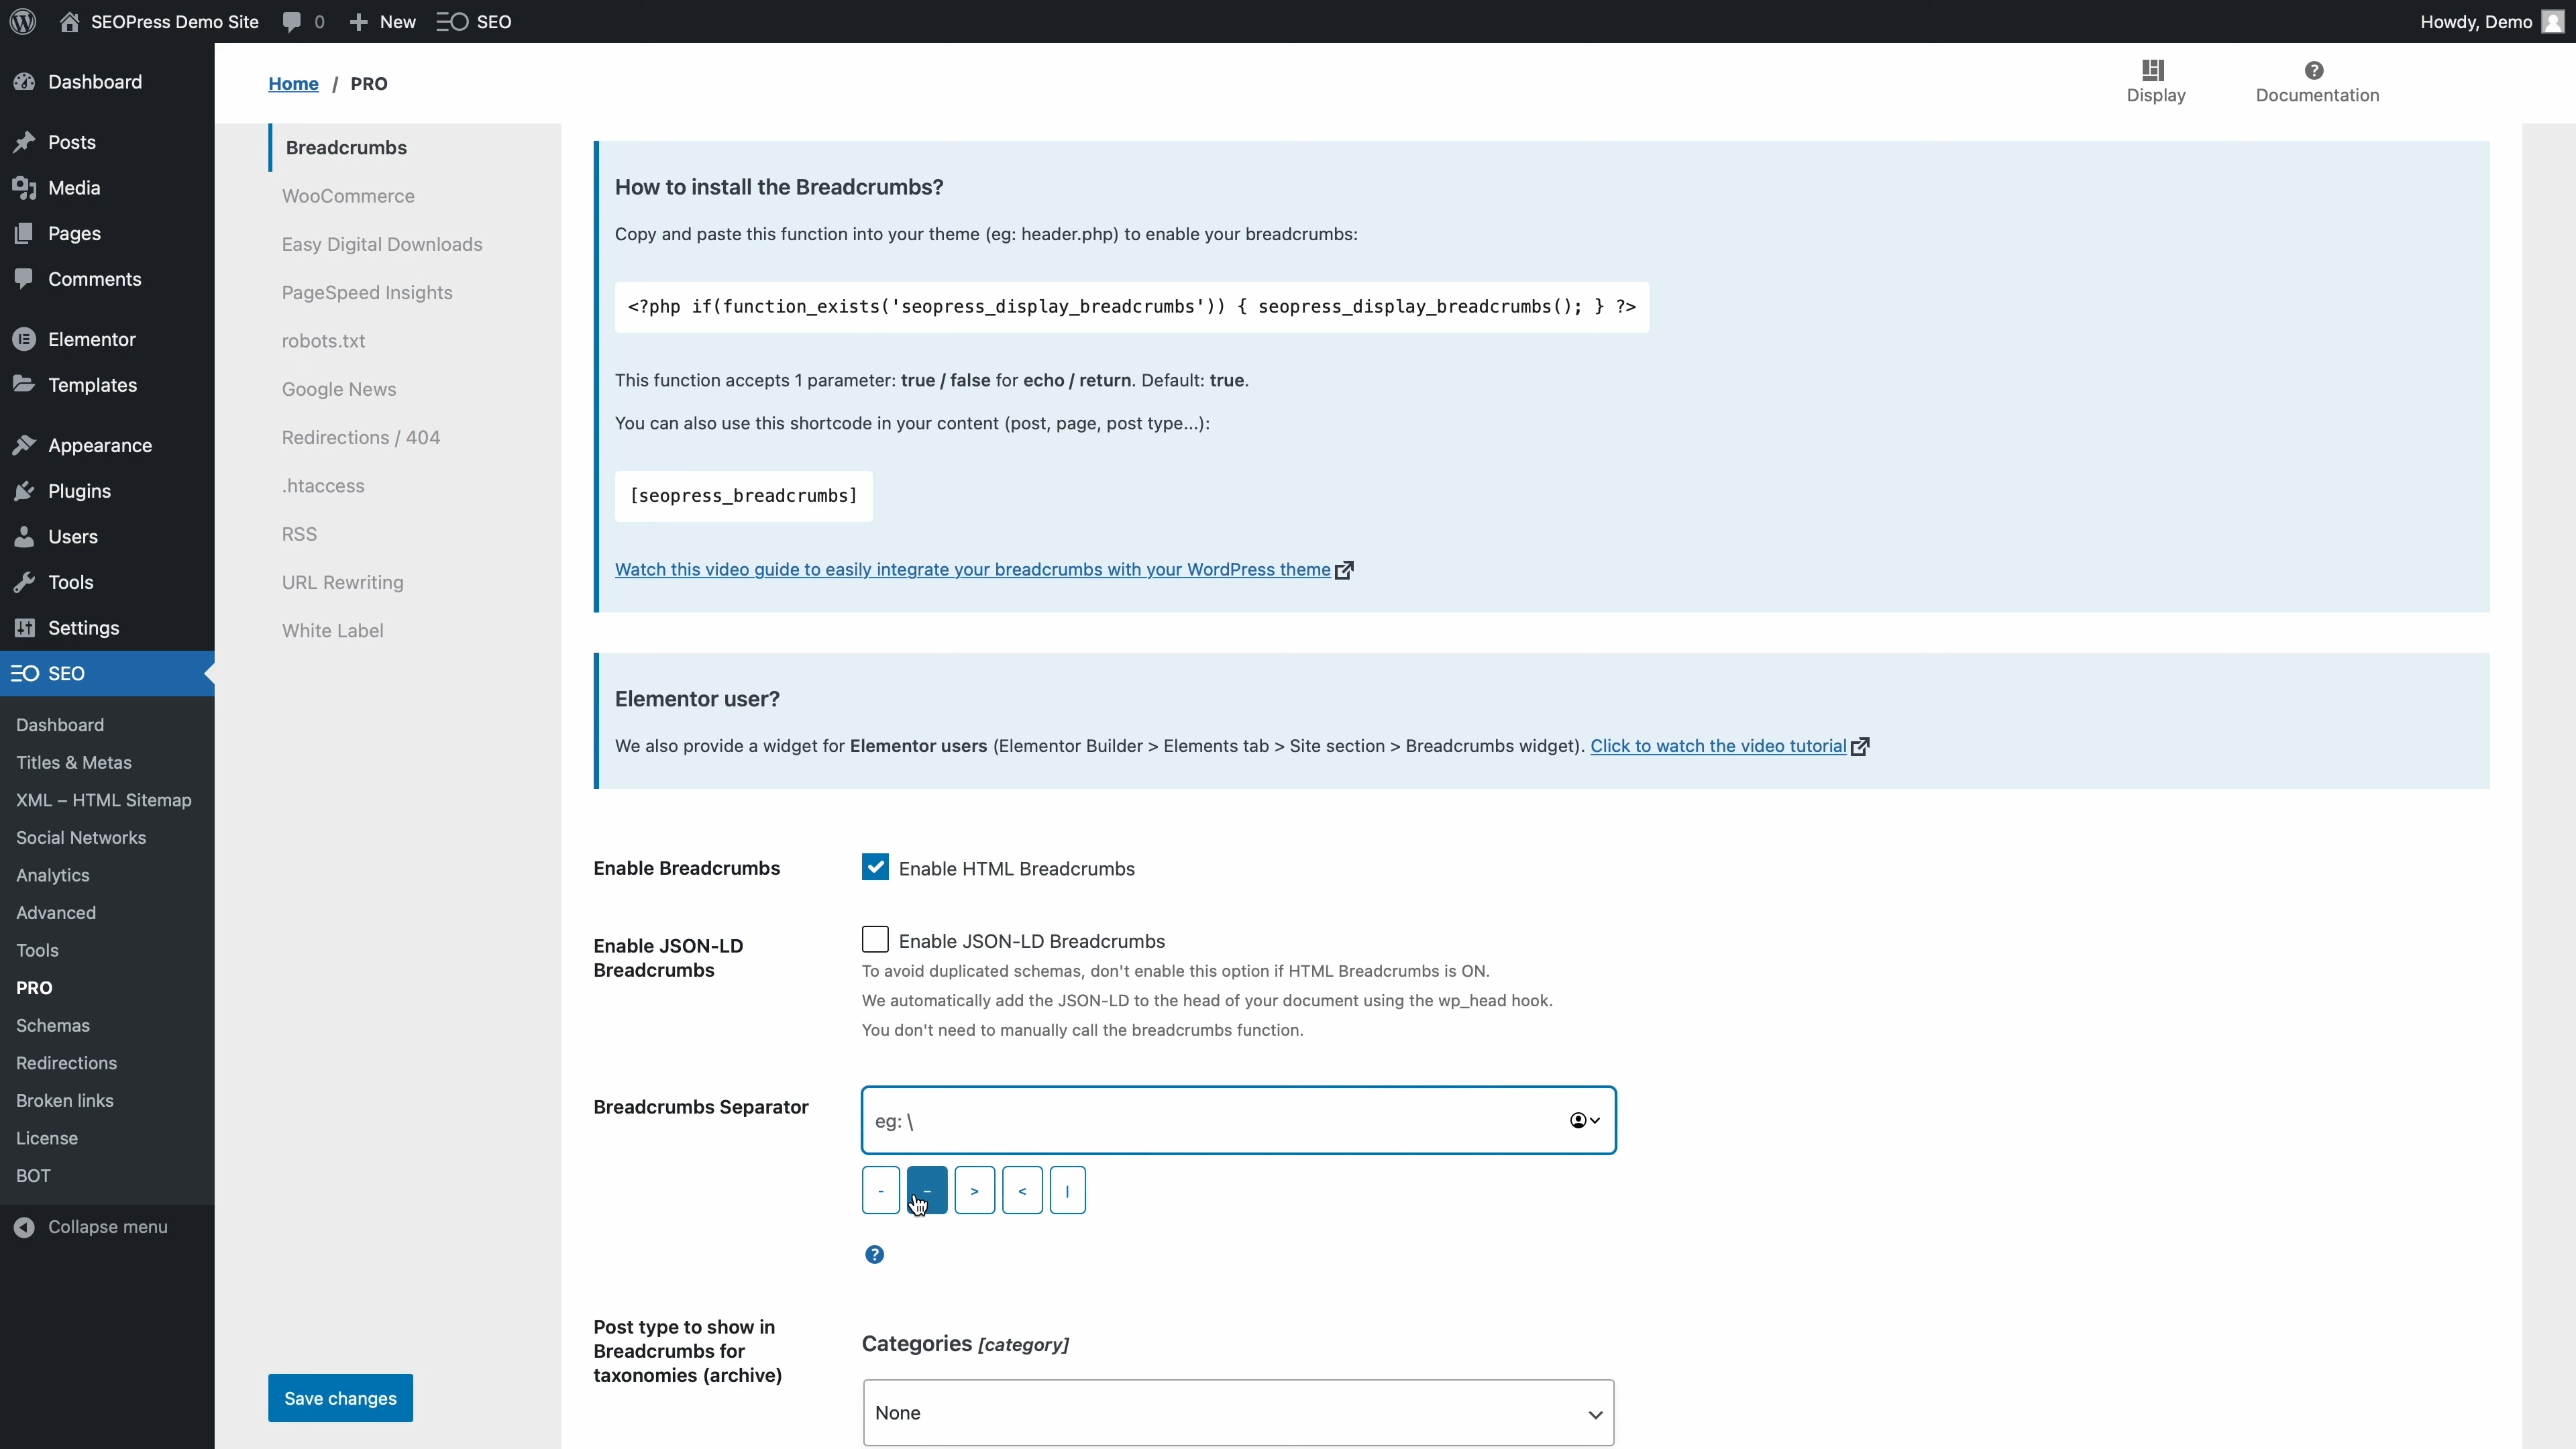 SEOPress Demo Site 0 New SEO Howdy, Demo
Dashboard
Posts
Media
Pages
Comments
Elementor
Templates
Appearance
Plugins
Users
Tools
Settings
SEO
Dashboard
Titles & Metas
XML – HTML Sitemap
Social Networks
Analytics
Advanced
Tools
PRO
Schemas
Redirections
Broken links
License
BOT
Collapse menu
Home / PRO
Display
Documentation
Breadcrumbs
WooCommerce
Easy Digital Downloads
PageSpeed Insights
robots.txt
Google News
Redirections / 404
.htaccess
RSS
URL Rewriting
White Label
Save changes
How to install the Breadcrumbs?
Copy and paste this function into your theme (eg: header.php) to enable your breadcrumbs:
<?php if(function_exists('seopress_display_breadcrumbs')) { seopress_display_breadcrumbs(); } ?>
This function accepts 1 parameter: true / false for echo / return. Default: true.
You can also use this shortcode in your content (post, page, post type...):
[seopress_breadcrumbs]
Watch this video guide to easily integrate your breadcrumbs with your WordPress theme
Elementor user?
We also provide a widget for Elementor users (Elementor Builder > Elements tab > Site section > Breadcrumbs widget). Click to watch the video tutorial
Enable Breadcrumbs
Enable HTML Breadcrumbs
Enable JSON-LD
Breadcrumbs
Enable JSON-LD Breadcrumbs
To avoid duplicated schemas, don't enable this option if HTML Breadcrumbs is ON.
We automatically add the JSON-LD to the head of your document using the wp_head hook.
You don't need to manually call the breadcrumbs function.
Breadcrumbs Separator
eg: \
- – > < |
?
Post type to show in
Breadcrumbs for
taxonomies (archive)
Categories [category]
None